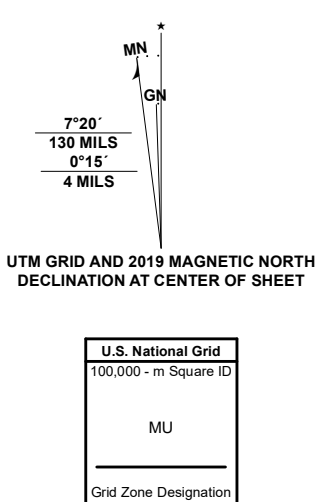 ★
MN
GN
7°20´
130 MILS
0°15´
4 MILS
UTM GRID AND 2019 MAGNETIC NORTH
DECLINATION AT CENTER OF SHEET
U.S. National Grid
100,000 - m Square ID
MU
Grid Zone Designation